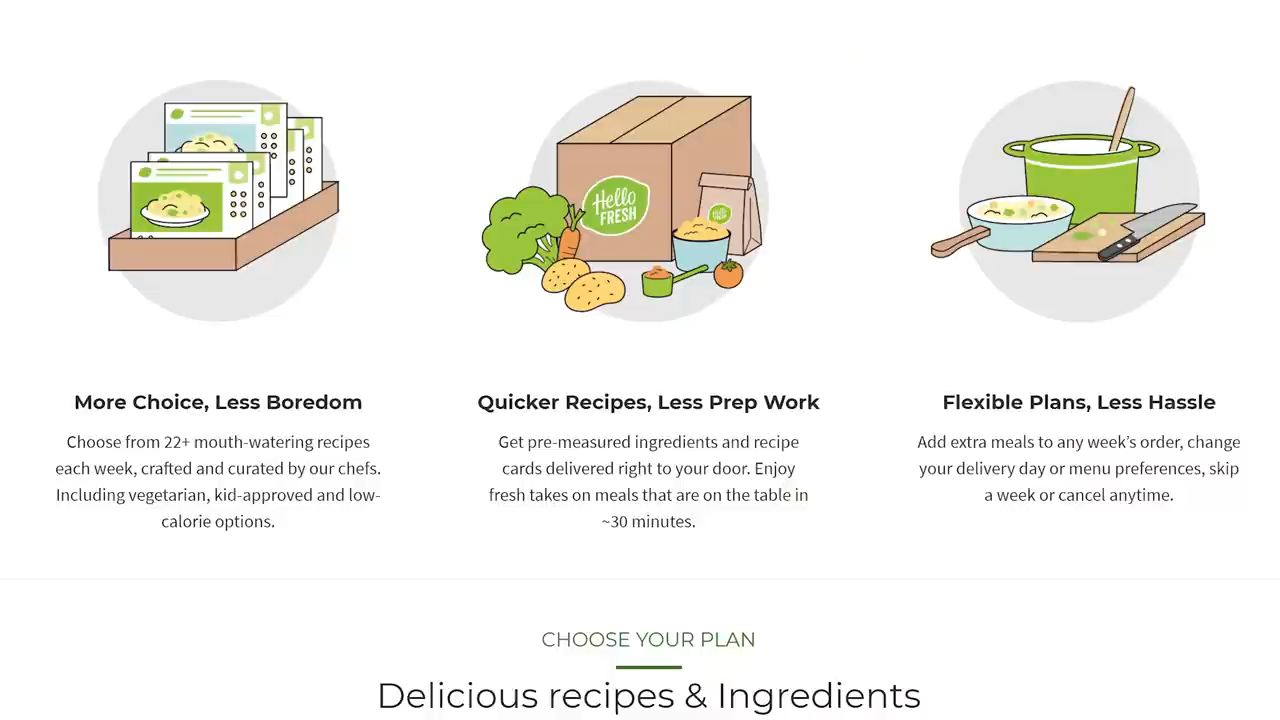 Hello
FRESH
Hello
FRESH
More Choice, Less Boredom
Choose from 22+ mouth-watering recipes
each week, crafted and curated by our chefs.
Including vegetarian, kid-approved and low-
calorie options.
Quicker Recipes, Less Prep Work
Get pre-measured ingredients and recipe
cards delivered right to your door. Enjoy
fresh takes on meals that are on the table in
~30 minutes.
Flexible Plans, Less Hassle
Add extra meals to any week’s order, change
your delivery day or menu preferences, skip
a week or cancel anytime.
CHOOSE YOUR PLAN
Delicious recipes & Ingredients